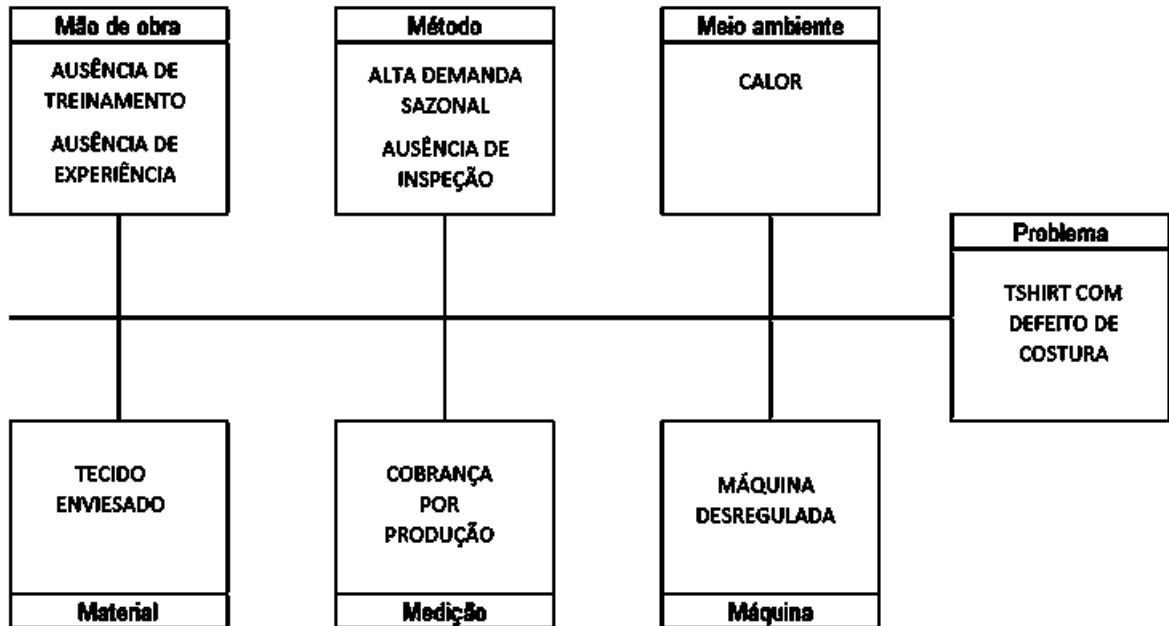 Mão de obra
AUSÊNCIA DE
TREINAMENTO
AUSÊNCIA DE
EXPERIÊNCIA
Método
ALTA DEMANDA
SAZONAL
AUSÊNCIA DE
INSPEÇÃO
Meio ambiente
CALOR
Problema
TSHIRT COM
DEFEITO DE
COSTURA
TECIDO
ENVIESADO
Material
COBRANÇA
POR
PRODUÇÃO
Medição
MÁQUINA
DESREGULADA
Máquina